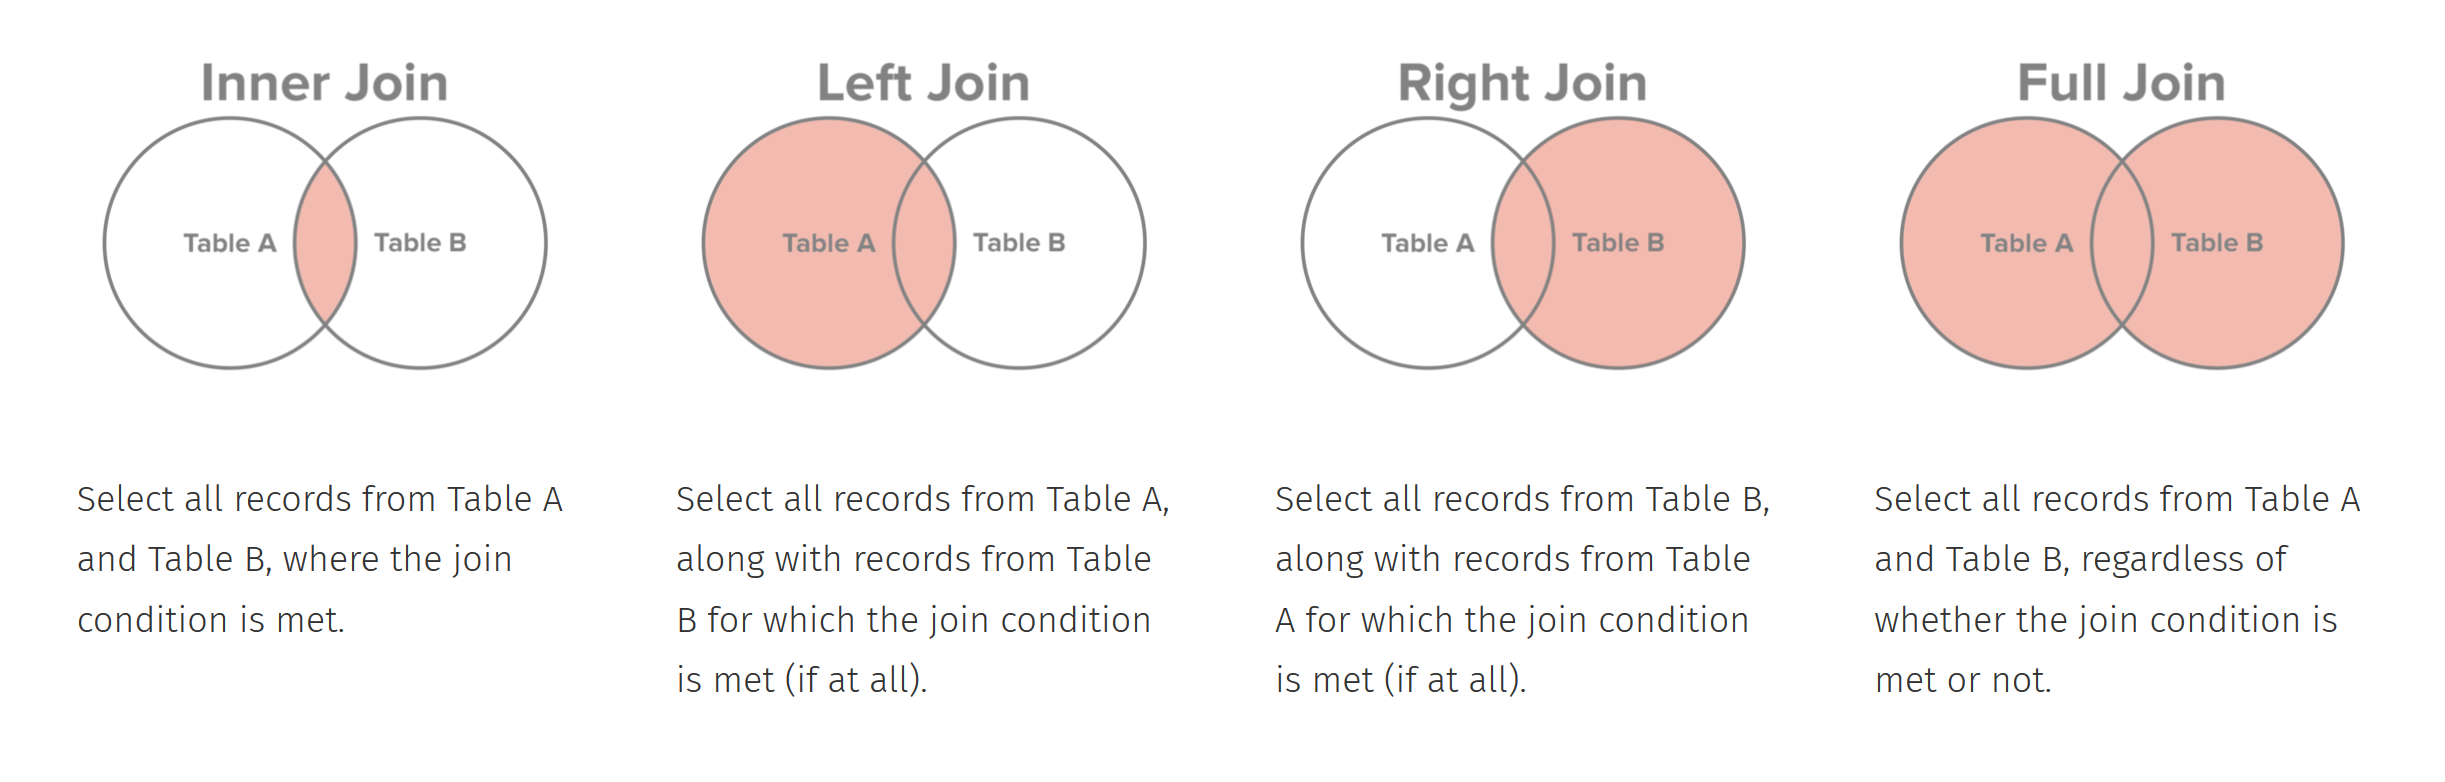 Inner Join
Table A
Table B
Select all records from Table A
and Table B, where the join
condition is met.
Left Join
Table A
Table B
Select all records from Table A,
along with records from Table
B for which the join condition
is met (if at all).
Right Join
Table A
Table B
Select all records from Table B,
along with records from Table
A for which the join condition
is met (if at all).
Full Join
Table A
Table B
Select all records from Table A
and Table B, regardless of
whether the join condition is
met or not.